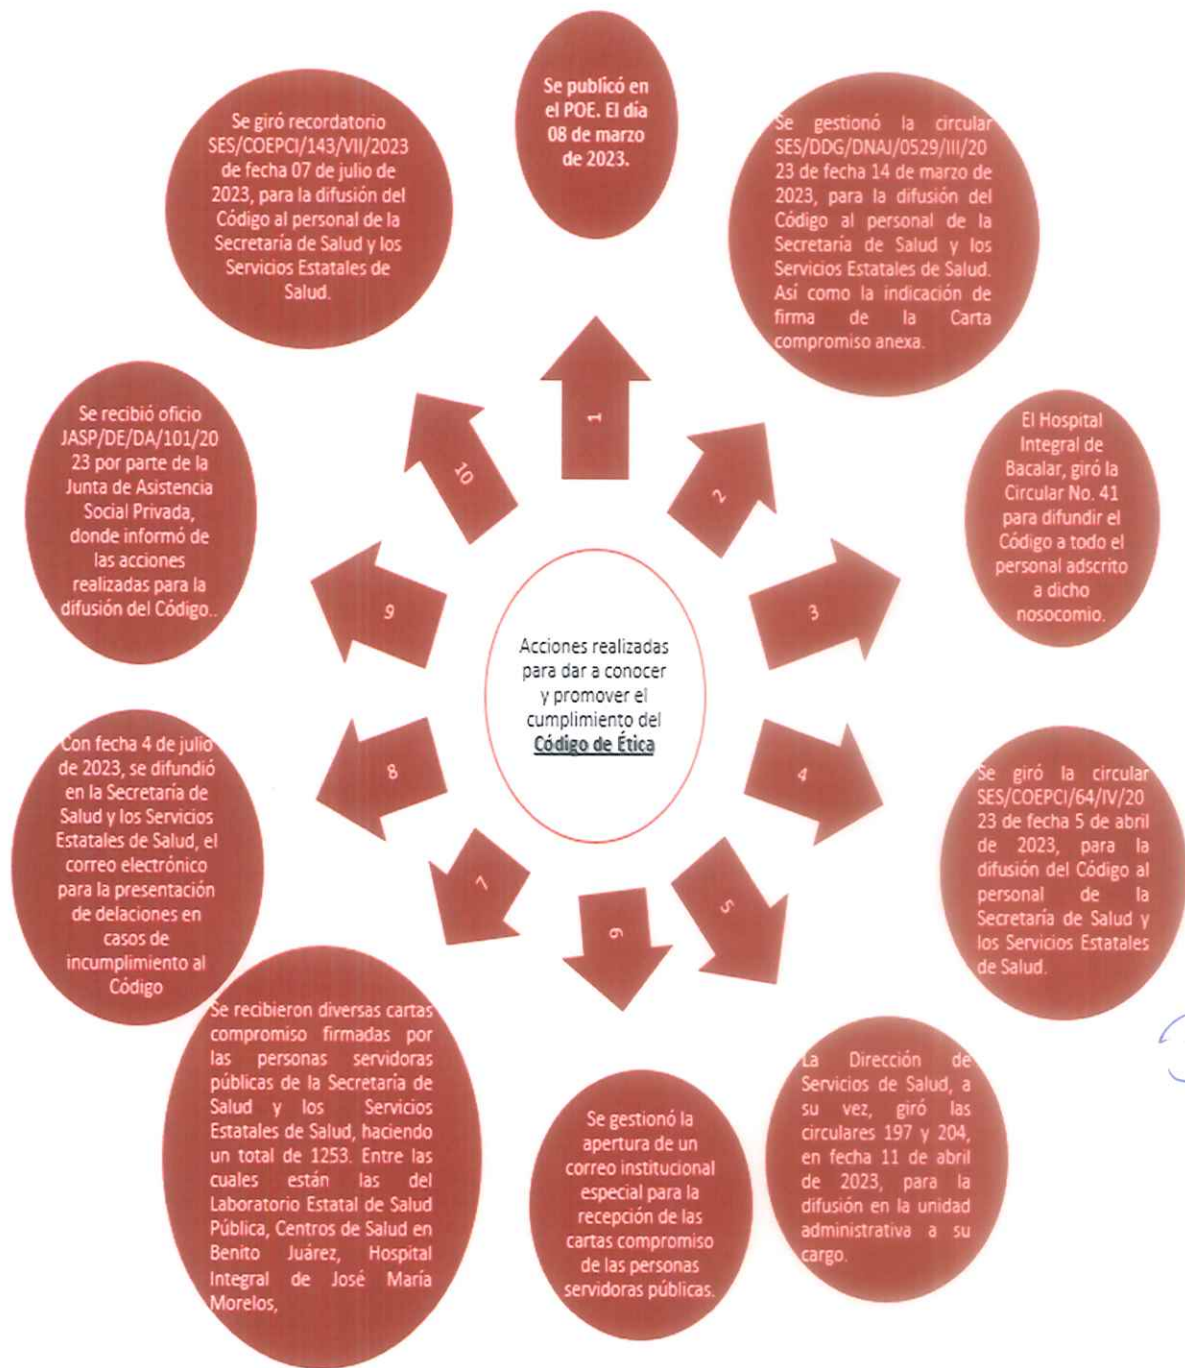 Se publicó en
el POE. El día
08 de marzo
de 2023.
Se gestionó la circular
SES/DDG/DNAJ/0529/III/20
23 de fecha 14 de marzo de
2023, para la difusión del
Código al personal de la
Secretaría de Salud y los
Servicios Estatales de Salud.
Así como la indicación de
firma de la Carta
compromiso anexa.
El Hospital
Integral de
Bacalar, giró la
Circular No. 41
para difundir el
Código a todo el
personal adscrito
a dicho
nosocomio.
Se giró la circular
SES/COEPCI/64/IV/20
23 de fecha 5 de abril
de 2023, para la
difusión del Código al
personal de la
Secretaría de Salud y
los Servicios Estatales
de Salud.
La Dirección de
Servicios de Salud, a
su vez, giró las
circulares 197 y 204,
en fecha 11 de abril
de 2023, para la
difusión en la unidad
administrativa a su
cargo.
Se gestionó la
apertura de un
correo institucional
especial para la
recepción de las
cartas compromiso
de las personas
servidoras públicas.
Se recibieron diversas cartas
compromiso firmadas por
las personas servidoras
públicas de la Secretaría de
Salud y los Servicios
Estatales de Salud, haciendo
un total de 1253. Entre las
cuales están las del
Laboratorio Estatal de Salud
Pública, Centros de Salud en
Benito Juárez, Hospital
Integral de José María
Morelos,
Con fecha 4 de julio
de 2023, se difundió
en la Secretaría de
Salud y los Servicios
Estatales de Salud, el
correo electrónico
para la presentación
de delaciones en
casos de
incumplimiento al
Código
Se recibió oficio
JASP/DE/DA/101/20
23 por parte de la
Junta de Asistencia
Social Privada,
donde informó de
las acciones
realizadas para la
difusión del Código..
Se giró recordatorio
SES/COEPCI/143/VII/2023
de fecha 07 de julio de
2023, para la difusión del
Código al personal de la
Secretaría de Salud y los
Servicios Estatales de
Salud.
1
2
3
4
5
6
7
8
9
10
Acciones realizadas
para dar a conocer
y promover el
cumplimiento del
Código de Ética